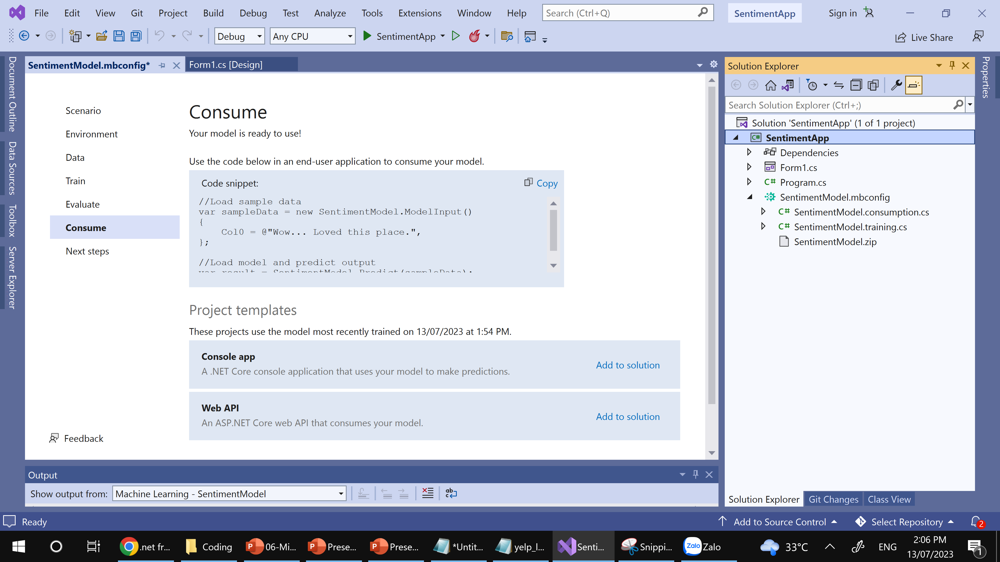 File Edit View Git Project Build Debug Test Analyze Tools Extensions Window Help Search (Ctrl+Q) SentimentApp Sign in
Debug Any CPU SentimentApp Live Share
Document Outline
Data Sources
Toolbox
Server Explorer
SentimentModel.mbconfig* Form1.cs [Design]
Scenario
Environment
Data
Train
Evaluate
Consume
Next steps
Feedback
Consume
Your model is ready to use!
Use the code below in an end-user application to consume your model.
Code snippet: Copy
//Load sample data
var sampleData = new SentimentModel.ModelInput()
{
Col0 = @"Wow... Loved this place.",
};
//Load model and predict output
var result = SentimentModel.Predict(sampleData);
Project templates
These projects use the model most recently trained on 13/07/2023 at 1:54 PM.
Console app
A .NET Core console application that uses your model to make predictions.
Add to solution
Web API
An ASP.NET Core web API that consumes your model.
Add to solution
Output
Show output from: Machine Learning - SentimentModel
Solution Explorer
Search Solution Explorer (Ctrl+;)
Solution 'SentimentApp' (1 of 1 project)
C# SentimentApp
Dependencies
Form1.cs
C# Program.cs
SentimentModel.mbconfig
C# SentimentModel.consumption.cs
C# SentimentModel.training.cs
SentimentModel.zip
Solution Explorer Git Changes Class View
Properties
Ready Add to Source Control Select Repository 2
.net fr... Coding 06-Mi... Prese... Prese... *Untit... yelp_l... Senti... Snippi... Zalo Zalo 33°C ENG 2:06 PM
13/07/2023 1